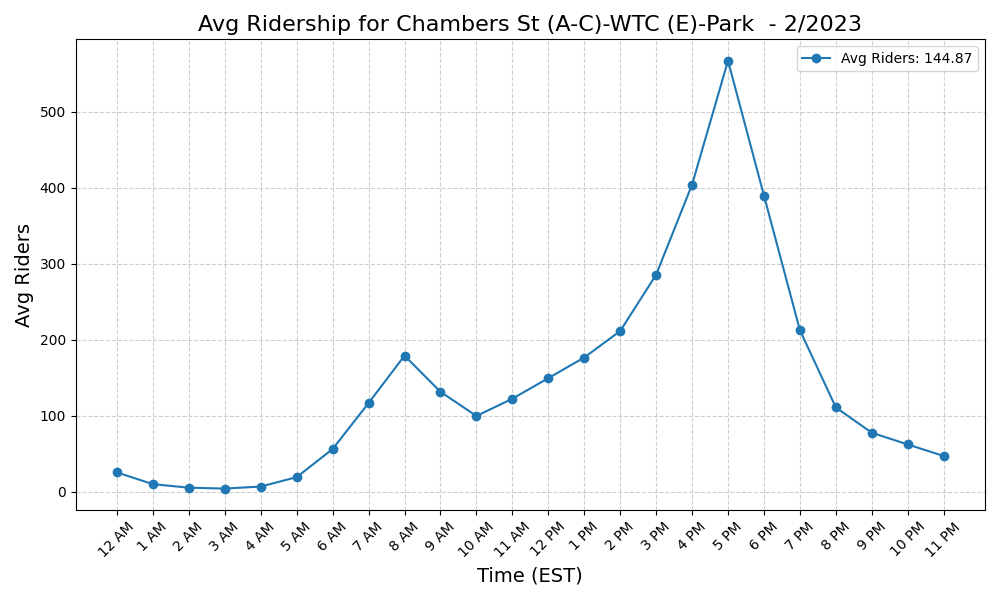 Avg Ridership for Chambers St (A-C)-WTC (E)-Park  - 2/2023
Avg Riders: 144.87
Avg Riders
500
400
300
200
100
0
12 AM
1 AM
2 AM
3 AM
4 AM
5 AM
6 AM
7 AM
8 AM
9 AM
10 AM
11 AM
12 PM
1 PM
2 PM
3 PM
4 PM
5 PM
6 PM
7 PM
8 PM
9 PM
10 PM
11 PM
Time (EST)